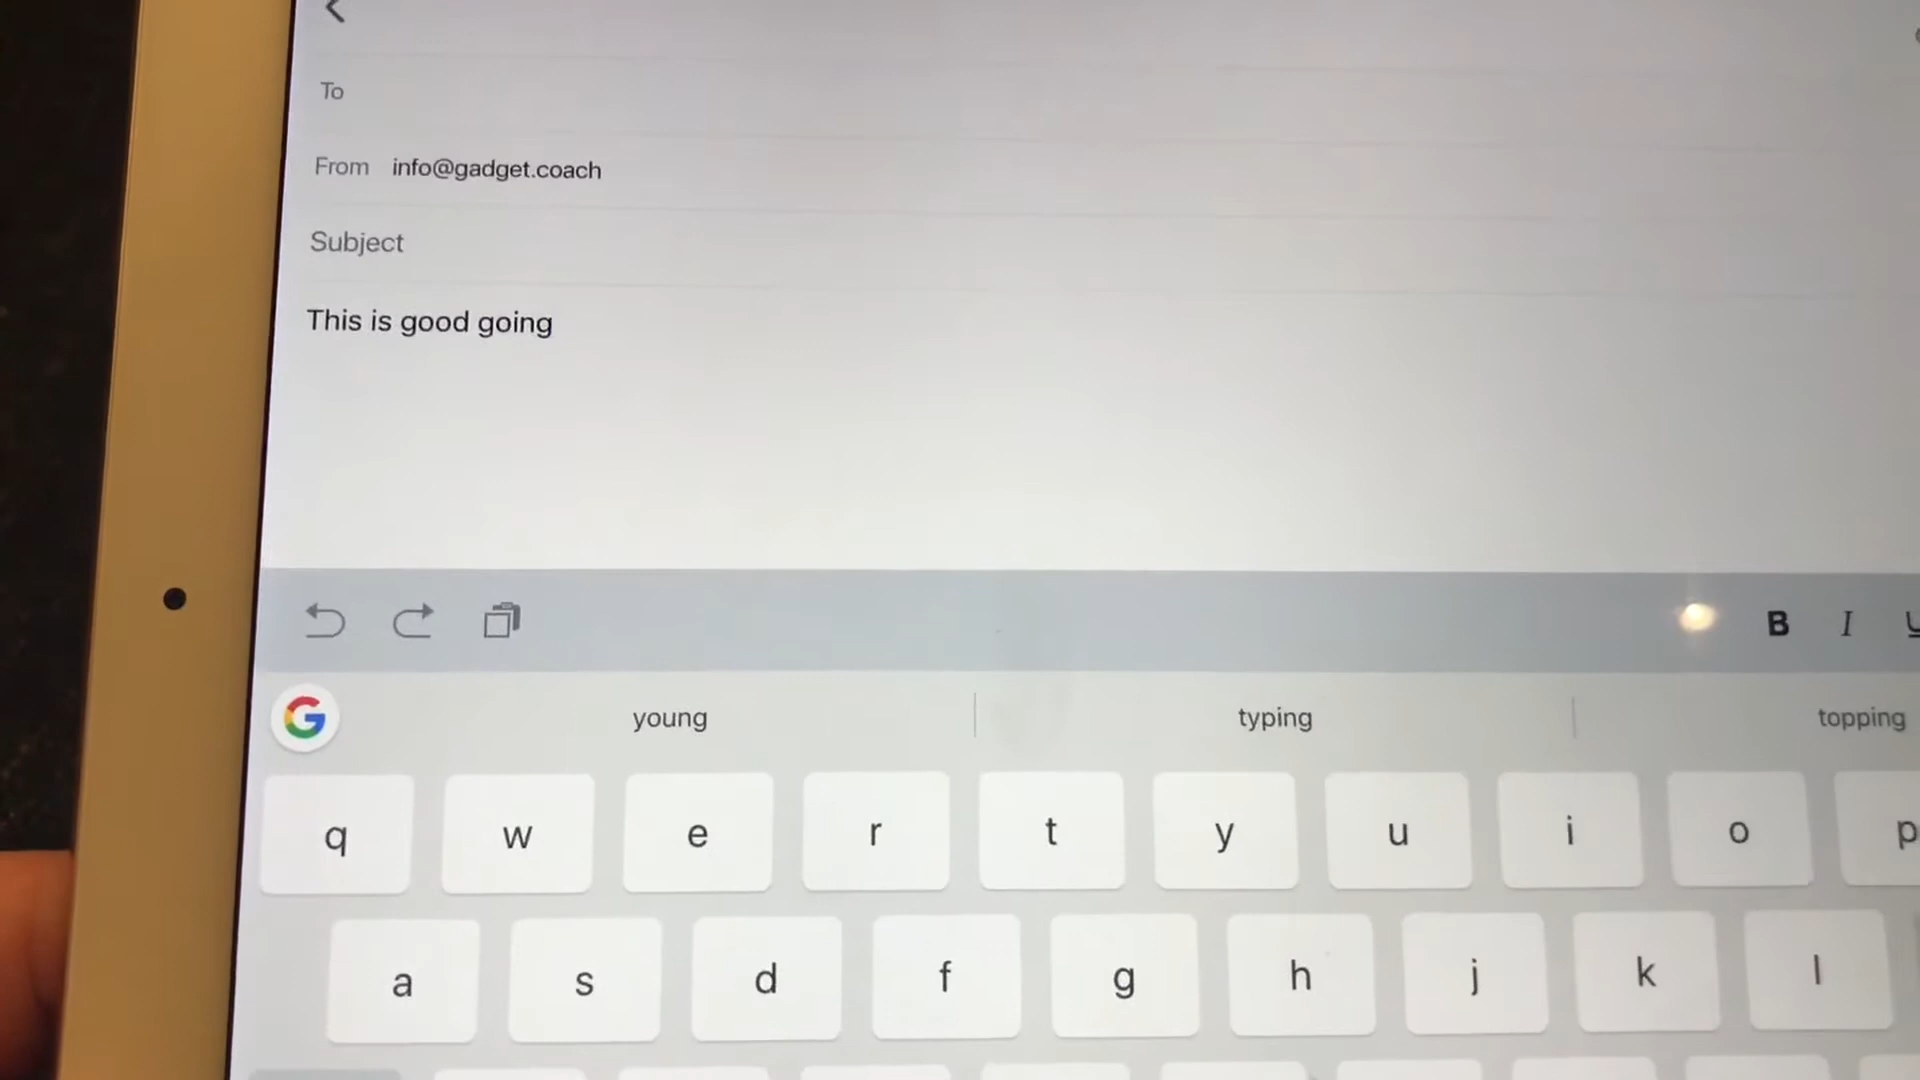 To
From info@gadget.coach
Subject
This is good going
B I U
G young typing topping
q w e r t y u i o p
a s d f g h j k l